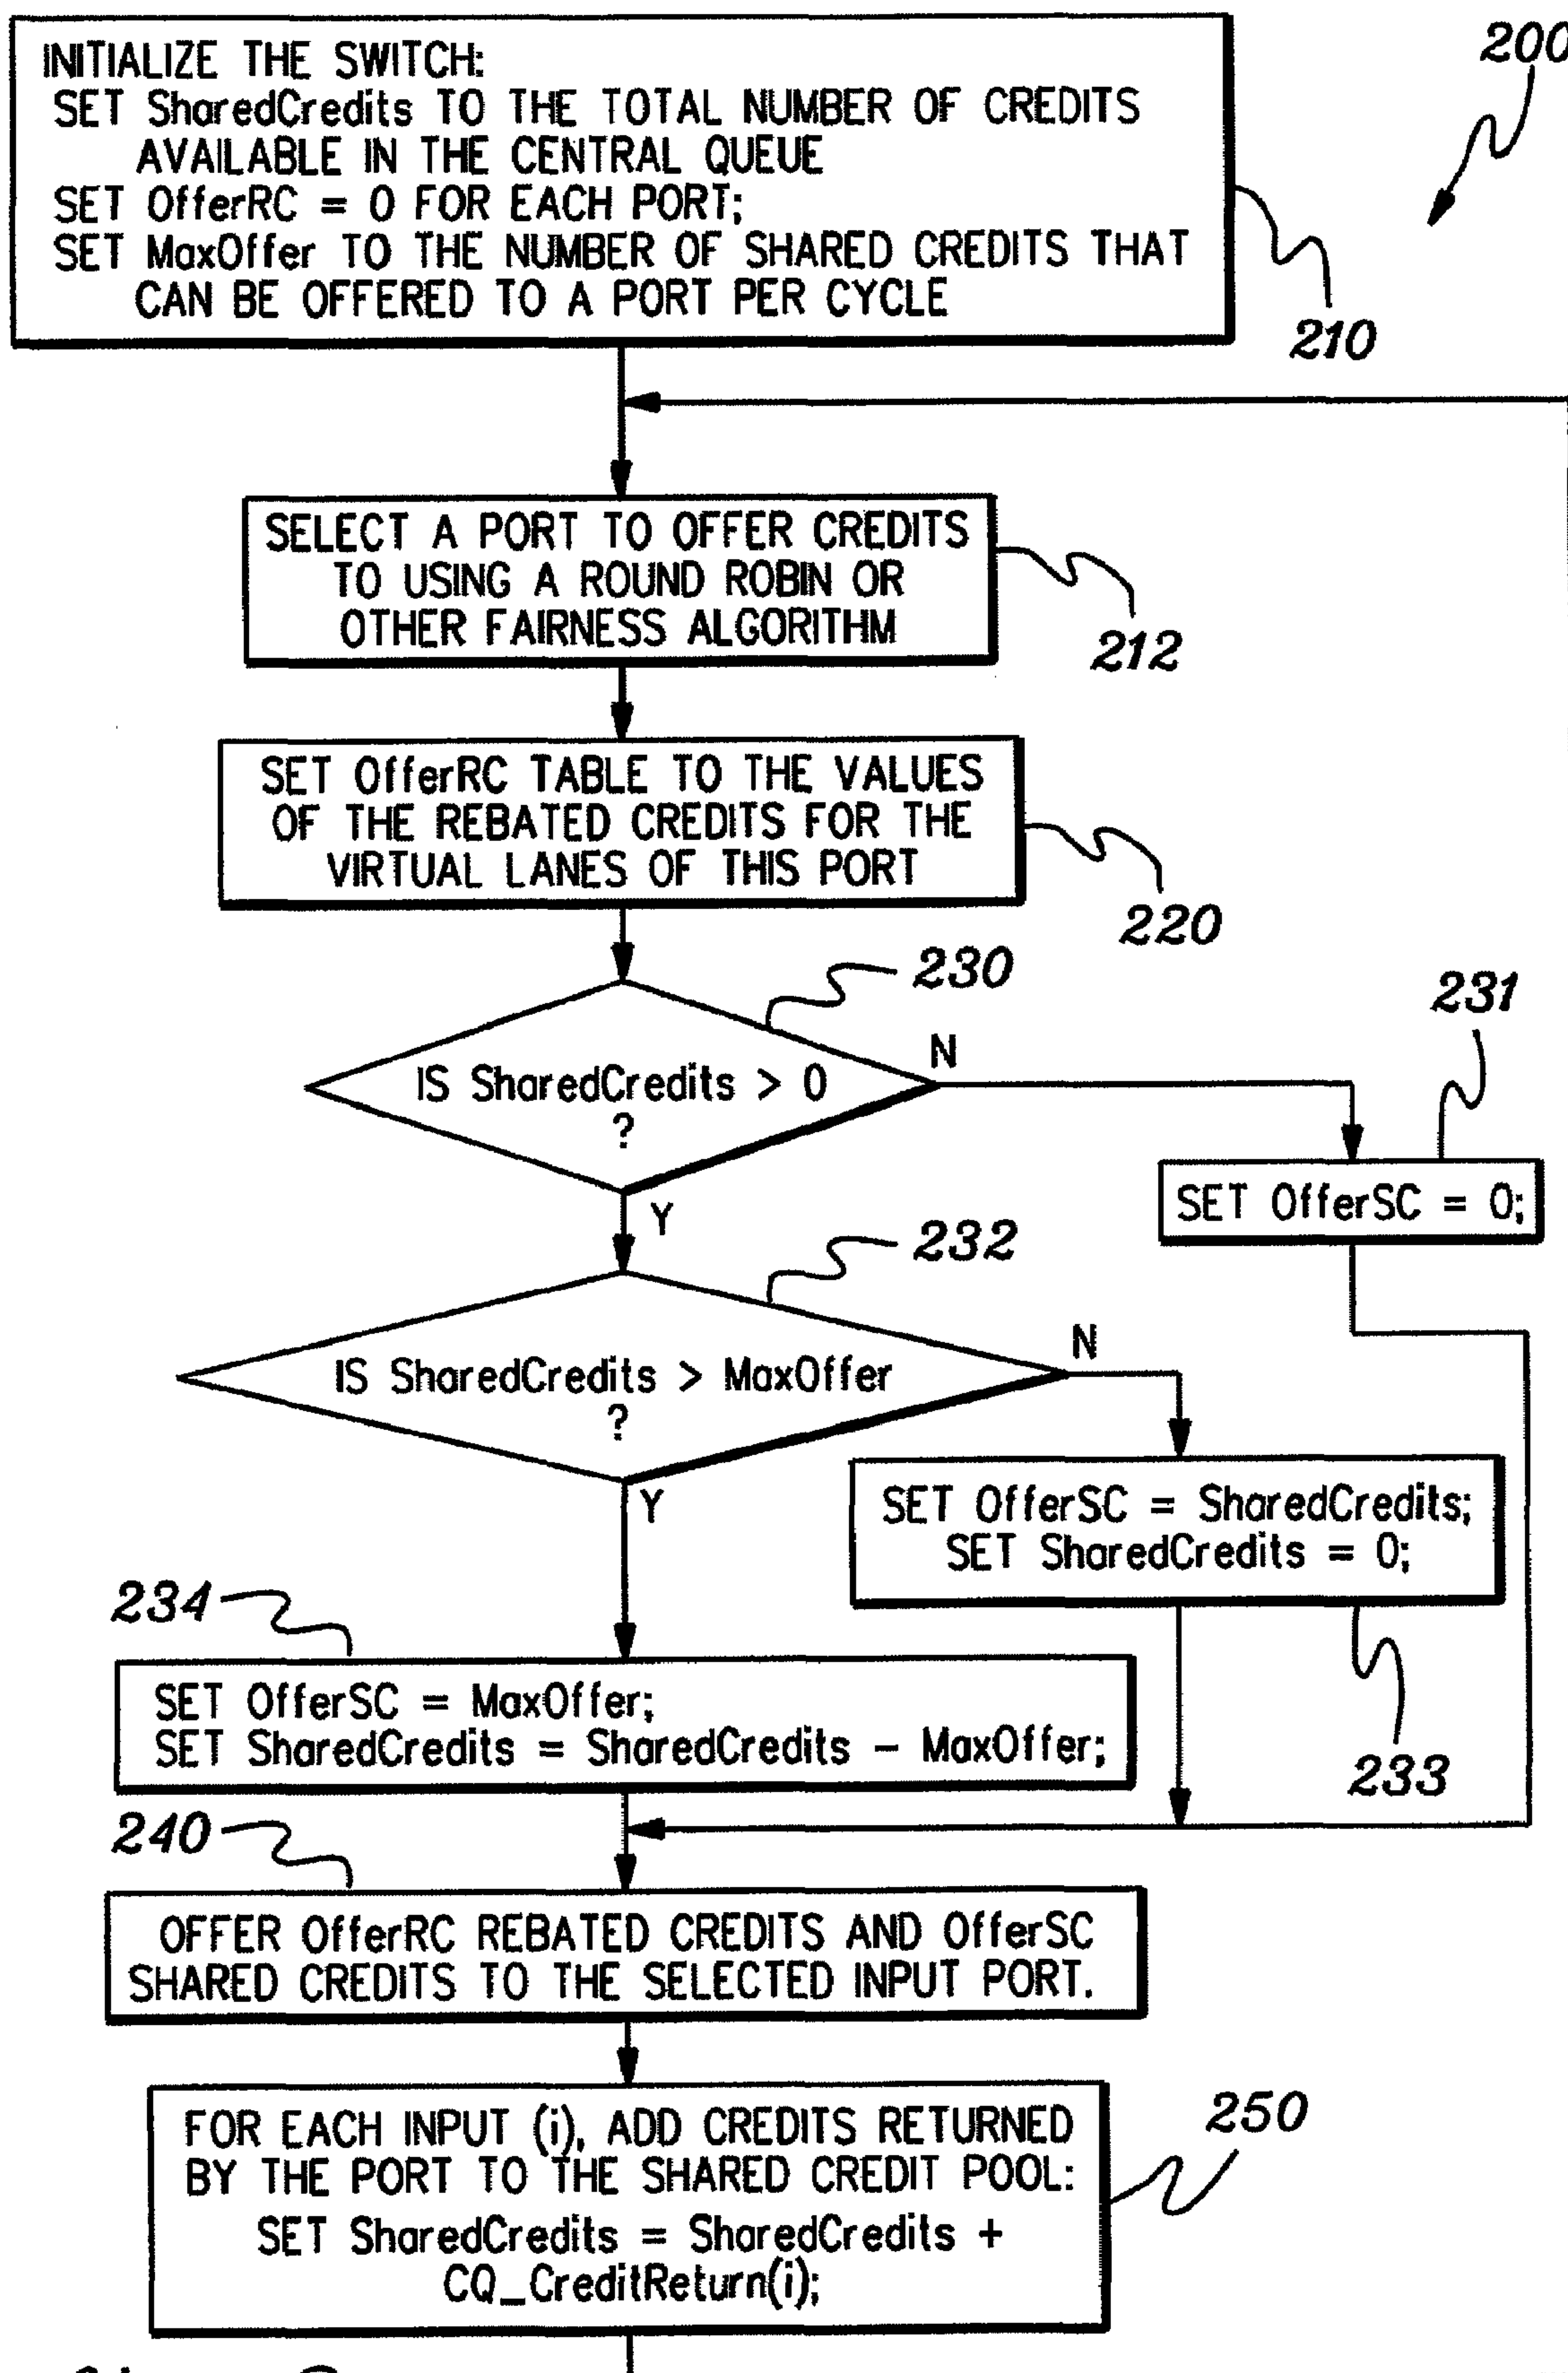 INITIALIZE THE SWITCH:
SET SharedCredits TO THE TOTAL NUMBER OF CREDITS
AVAILABLE IN THE CENTRAL QUEUE
SET OfferRC = 0 FOR EACH PORT;
SET MaxOffer TO THE NUMBER OF SHARED CREDITS THAT
CAN BE OFFERED TO A PORT PER CYCLE
200
210
SELECT A PORT TO OFFER CREDITS
TO USING A ROUND ROBIN OR
OTHER FAIRNESS ALGORITHM
212
SET OfferRC TABLE TO THE VALUES
OF THE REBATED CREDITS FOR THE
VIRTUAL LANES OF THIS PORT
220
230
IS SharedCredits > 0
?
N
Y
231
SET OfferSC = 0;
232
IS SharedCredits > MaxOffer
?
N
Y
SET OfferSC = SharedCredits;
SET SharedCredits = 0;
233
234
SET OfferSC = MaxOffer;
SET SharedCredits = SharedCredits - MaxOffer;
240
OFFER OfferRC REBATED CREDITS AND OfferSC
SHARED CREDITS TO THE SELECTED INPUT PORT.
FOR EACH INPUT (i), ADD CREDITS RETURNED
BY THE PORT TO THE SHARED CREDIT POOL:
SET SharedCredits = SharedCredits +
CQ_CreditReturn(i);
250